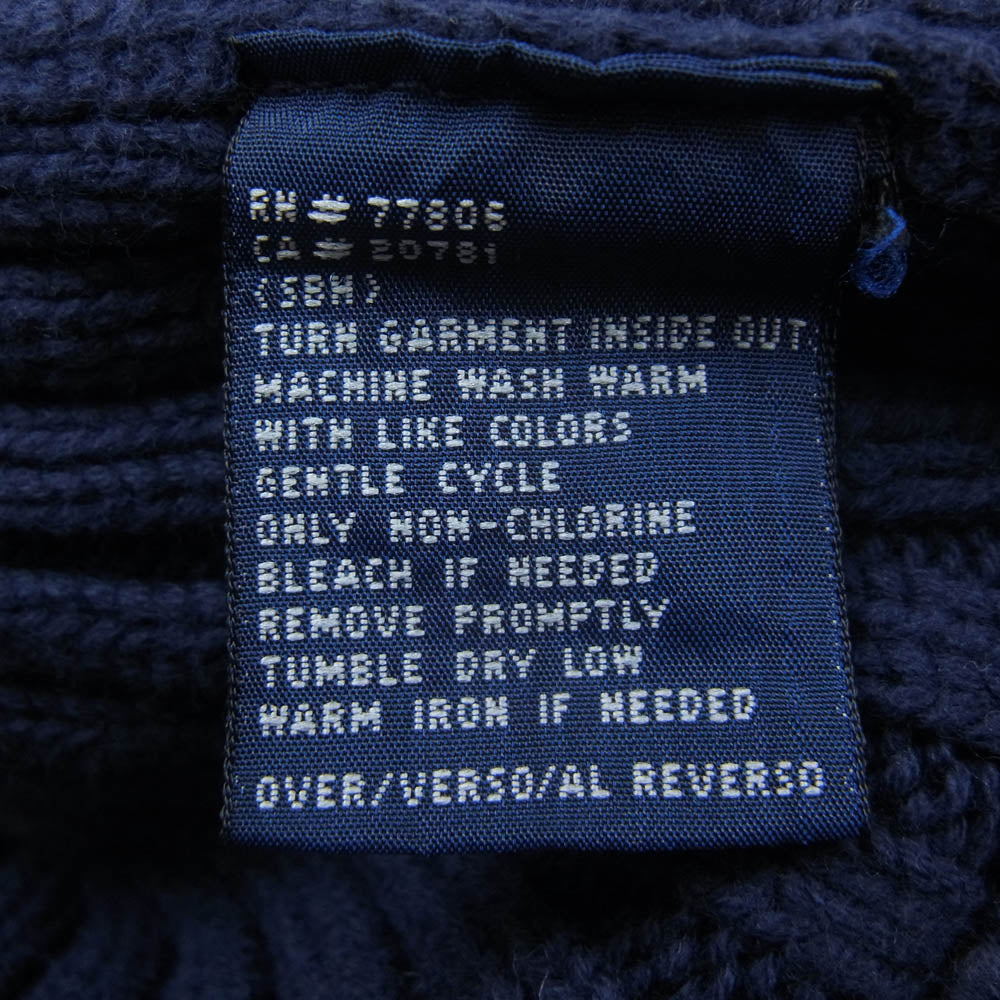 RN # 77806
CA # 20781
(SBH)
TURN GARMENT INSIDE OUT
MACHINE WASH WARM
WITH LIKE COLORS
GENTLE CYCLE
ONLY NON-CHLORINE
BLEACH IF NEEDED
REMOVE PROMPTLY
TUMBLE DRY LOW
WARM IRON IF NEEDED
OVER/VERSO/AL REVERSO